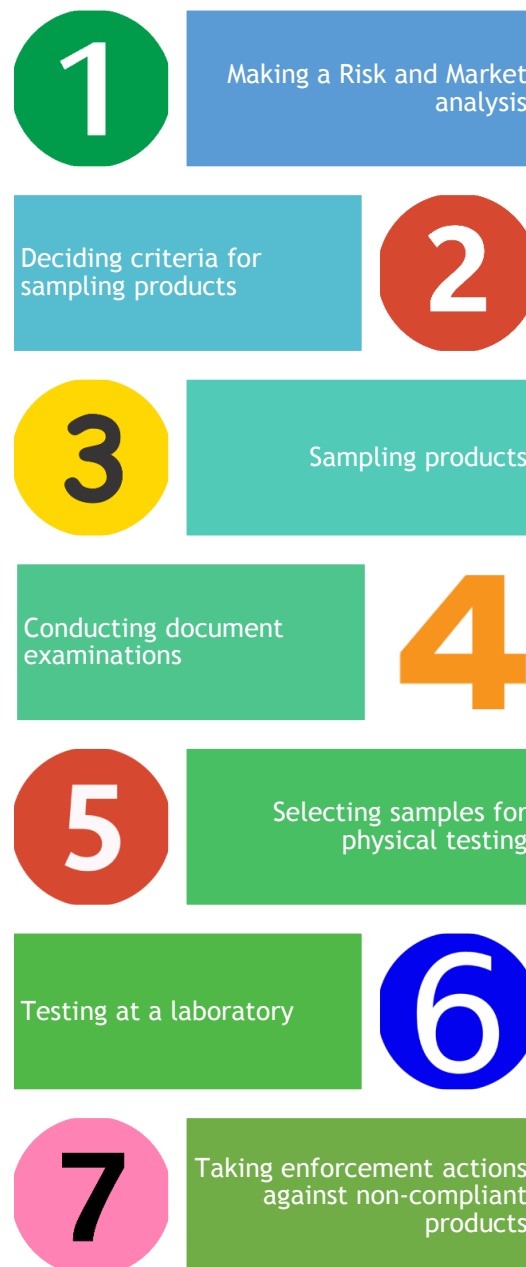 1
Making a Risk and Market
analysis
Deciding criteria for
sampling products
2
3
Sampling products
Conducting document
examinations
4
5
Selecting samples for
physical testing
Testing at a laboratory
6
7
Taking enforcement actions
against non-compliant
products